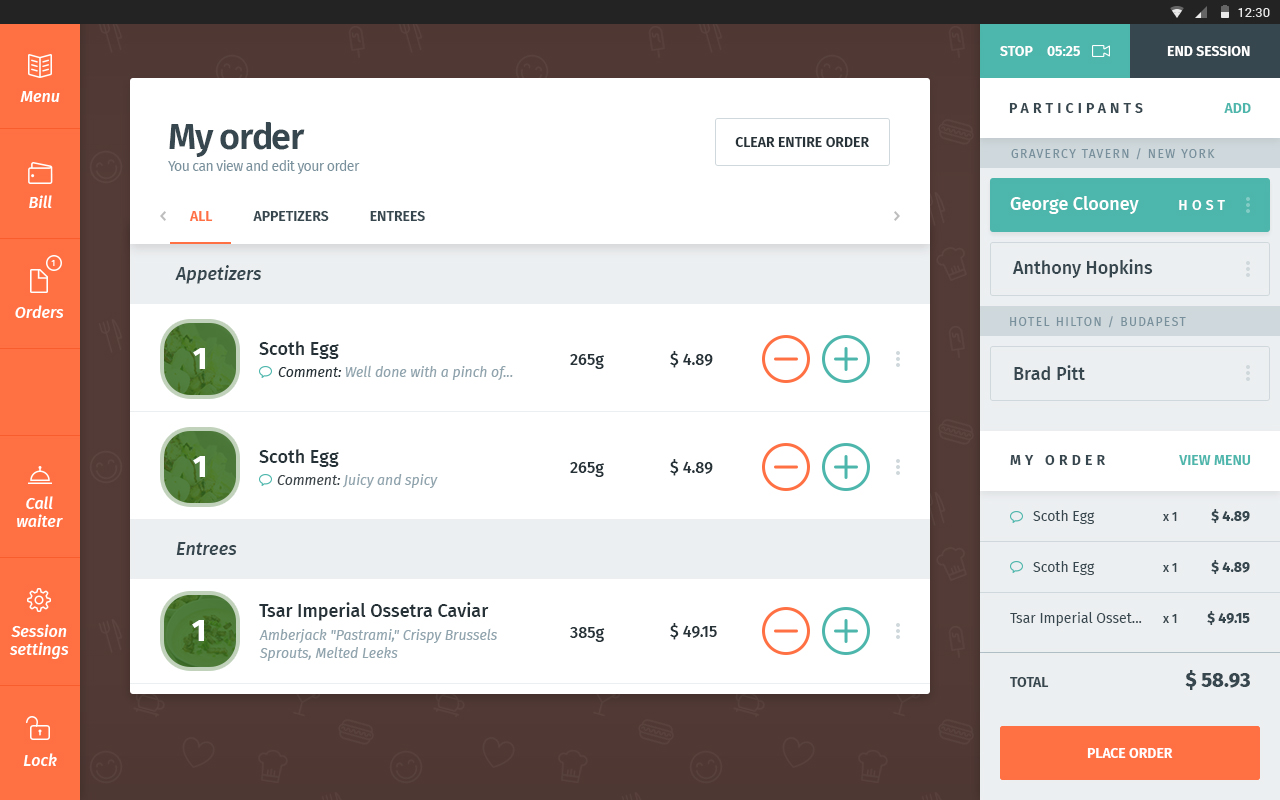 12:30
Menu
Bill
1
Orders
Call
waiter
Session
settings
Lock
My order
You can view and edit your order
CLEAR ENTIRE ORDER
ALL APPETIZERS ENTREES
Appetizers
1 Scoth Egg 265g $ 4.89
Comment: Well done with a pinch of...
1 Scoth Egg 265g $ 4.89
Comment: Juicy and spicy
Entrees
1 Tsar Imperial Ossetra Caviar 385g $ 49.15
Amberjack "Pastrami," Crispy Brussels
Sprouts, Melted Leeks
STOP 05:25 END SESSION
PARTICIPANTS ADD
GRAVERCY TAVERN / NEW YORK
George Clooney HOST
Anthony Hopkins
HOTEL HILTON / BUDAPEST
Brad Pitt
MY ORDER VIEW MENU
Scoth Egg x 1 $ 4.89
Scoth Egg x 1 $ 4.89
Tsar Imperial Osset... x 1 $ 49.15
TOTAL $ 58.93
PLACE ORDER